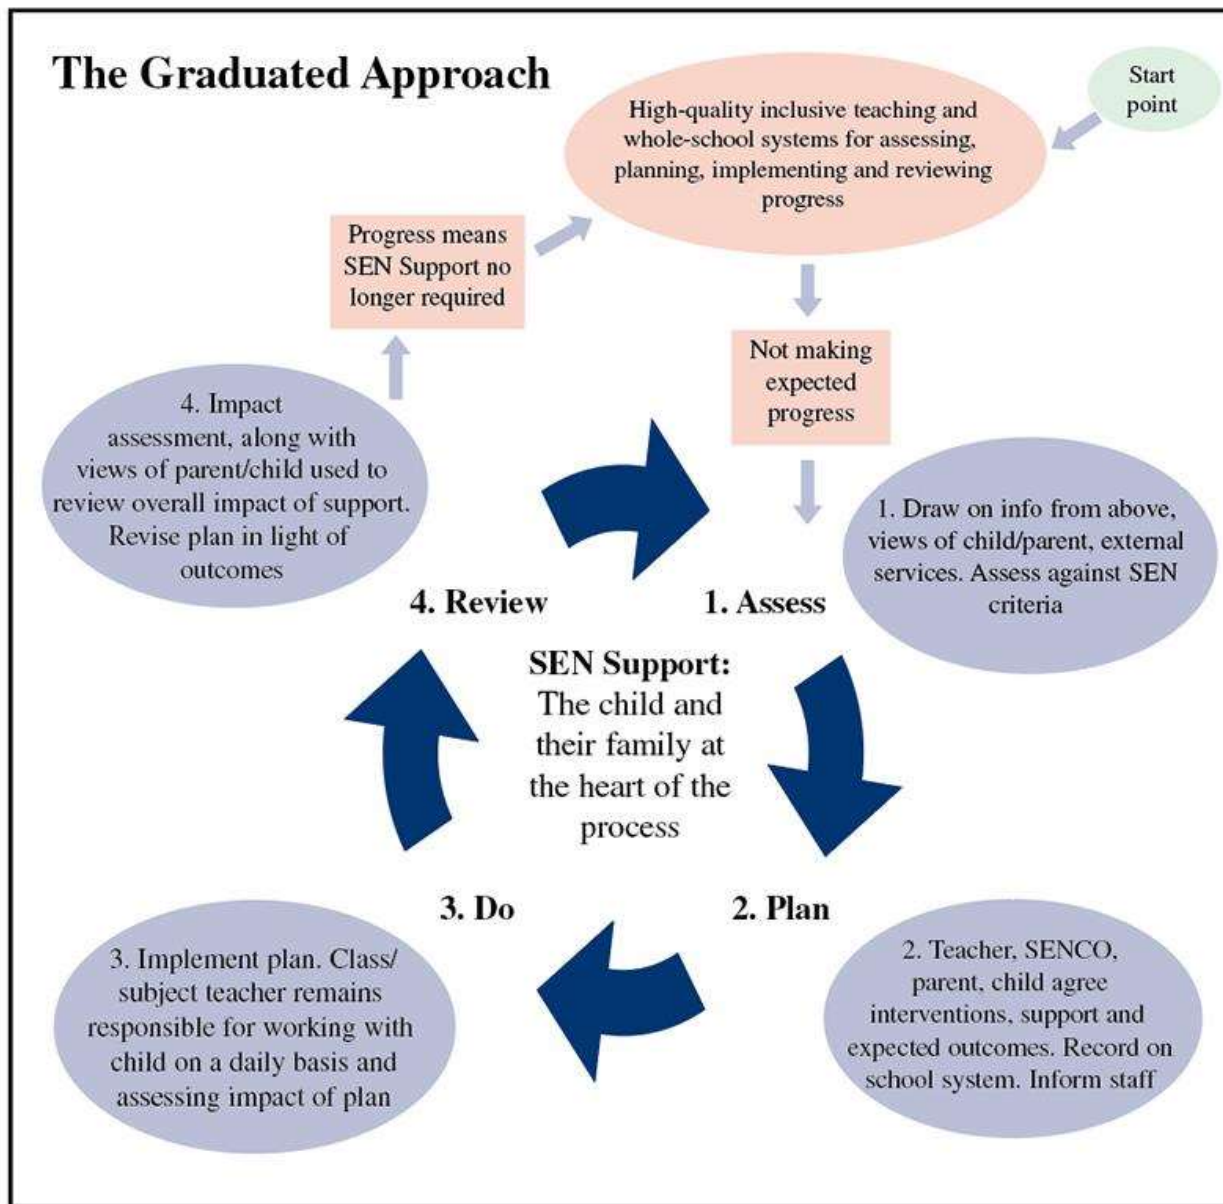 The Graduated Approach
Start
point
High-quality inclusive teaching and
whole-school systems for assessing,
planning, implementing and reviewing
progress
Progress means
SEN Support no
longer required
Not making
expected
progress
4. Impact
assessment, along with
views of parent/child used to
review overall impact of support.
Revise plan in light of
outcomes
1. Draw on info from above,
views of child/parent, external
services. Assess against SEN
criteria
4. Review
1. Assess
SEN Support:
The child and
their family at
the heart of the
process
3. Do
2. Plan
3. Implement plan. Class/
subject teacher remains
responsible for working with
child on a daily basis and
assessing impact of plan
2. Teacher, SENCO,
parent, child agree
interventions, support and
expected outcomes. Record on
school system. Inform staff